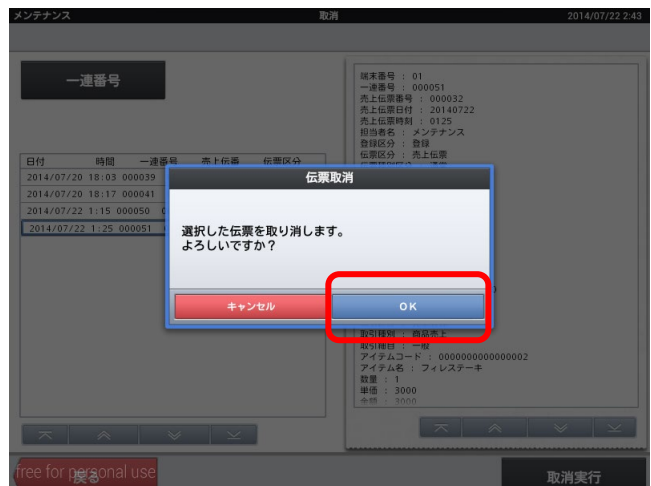 メンテナンス 取消 2014/07/22 2:43
一連番号
日付 時間 一連番号 売上伝番 伝票区分
2014/07/20 18:03 000039
2014/07/20 18:17 000041
2014/07/22 1:15 000050
2014/07/22 1:25 000051
端末番号 : 01
一連番号 : 000051
売上伝票番号 : 000032
売上伝票日付 : 20140722
売上伝票時刻 : 0125
担当者名 : メンテナンス
登録区分 : 登録
伝票区分 : 売上伝票
伝票取消
選択した伝票を取り消します。
よろしいですか？
キャンセル OK
取引種別 : 商品売上
取引種目 : 一般
アイテムコード : 0000000000000002
アイテム名 : フィレステーキ
数量 : 1
単価 : 3000
金額 : 3000
戻る
free for personal use
取消実行